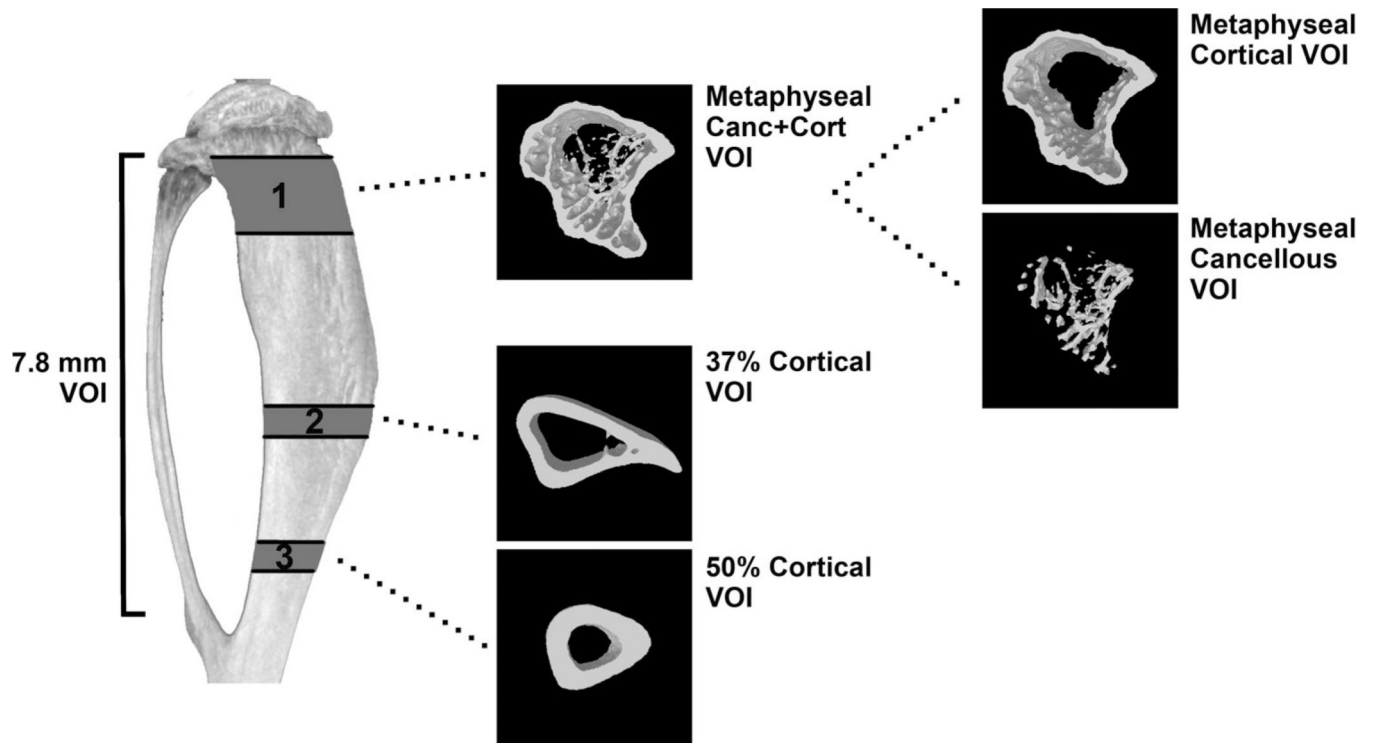 7.8 mm
VOI
1
2
3
Metaphyseal
Canc+Cort
VOI
37% Cortical
VOI
50% Cortical
VOI
Metaphyseal
Cortical VOI
Metaphyseal
Cancellous
VOI